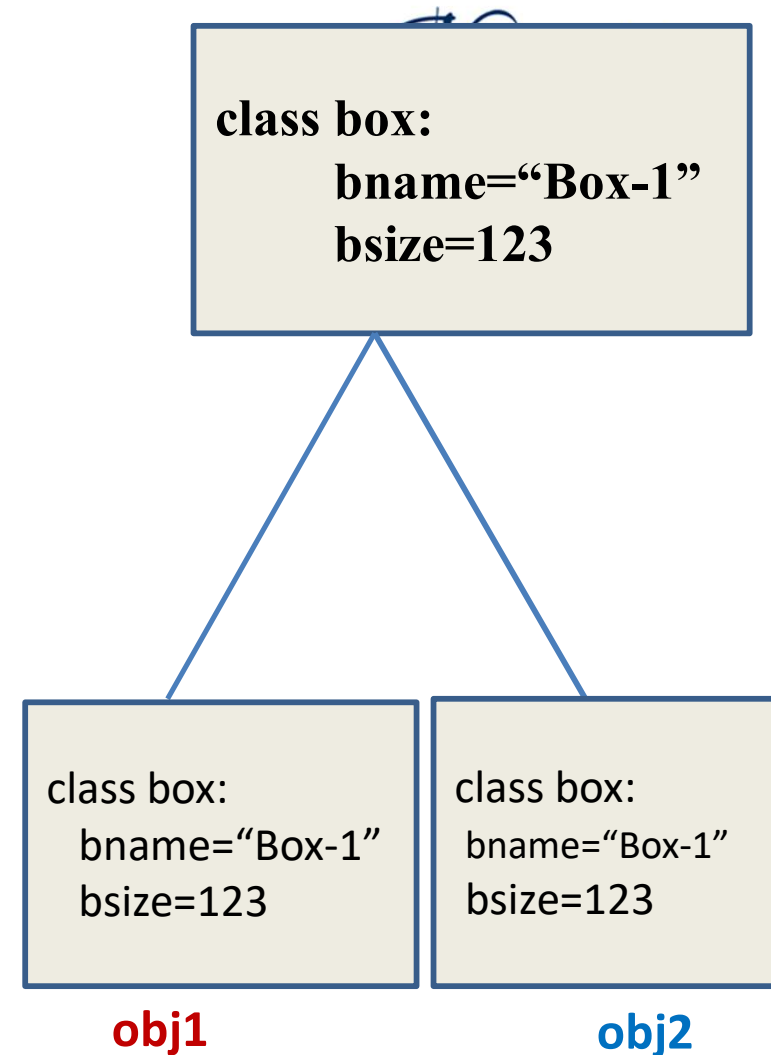 class box:
bname=“Box-1”
bsize=123
class box:
bname=“Box-1”
bsize=123
obj1
class box:
bname=“Box-1”
bsize=123
obj2